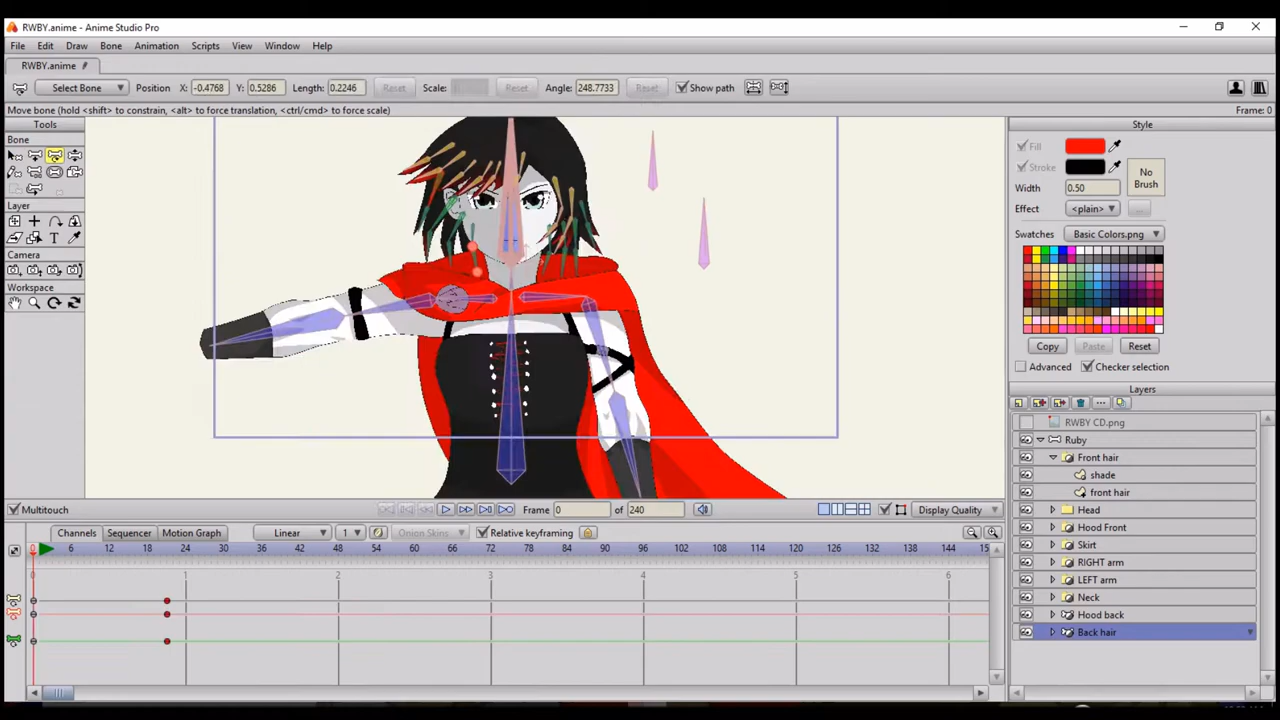 RWBY.anime - Anime Studio Pro
File Edit Draw Bone Animation Scripts View Window Help
RWBY.anime
Select Bone Position X: -0.4768 Y: 0.5286 Length: 0.2246 Reset Scale: Reset Angle: 248.7733 Reset Show path
Move bone (hold <shift> to constrain, <alt> to force translation, <ctrl/cmd> to force scale) Frame: 0
Tools
Bone
Layer
Camera
Workspace
Style
Fill
Stroke
No
Brush
Width 0.50
Effect <plain>
Swatches Basic Colors.png
Copy Paste Reset
Advanced Checker selection
Layers
RWBY CD.png
Ruby
Front hair
shade
front hair
Head
Hood Front
Skirt
RIGHT arm
LEFT arm
Neck
Hood back
Back hair
Multitouch Frame 0 of 240 Display Quality
Channels Sequencer Motion Graph Linear 1 Onion Skins Relative keyframing
0 6 12 18 24 30 36 42 48 54 60 66 72 78 84 90 96 102 108 114 120 126 132 138 144 15
0 1 2 3 4 5 6